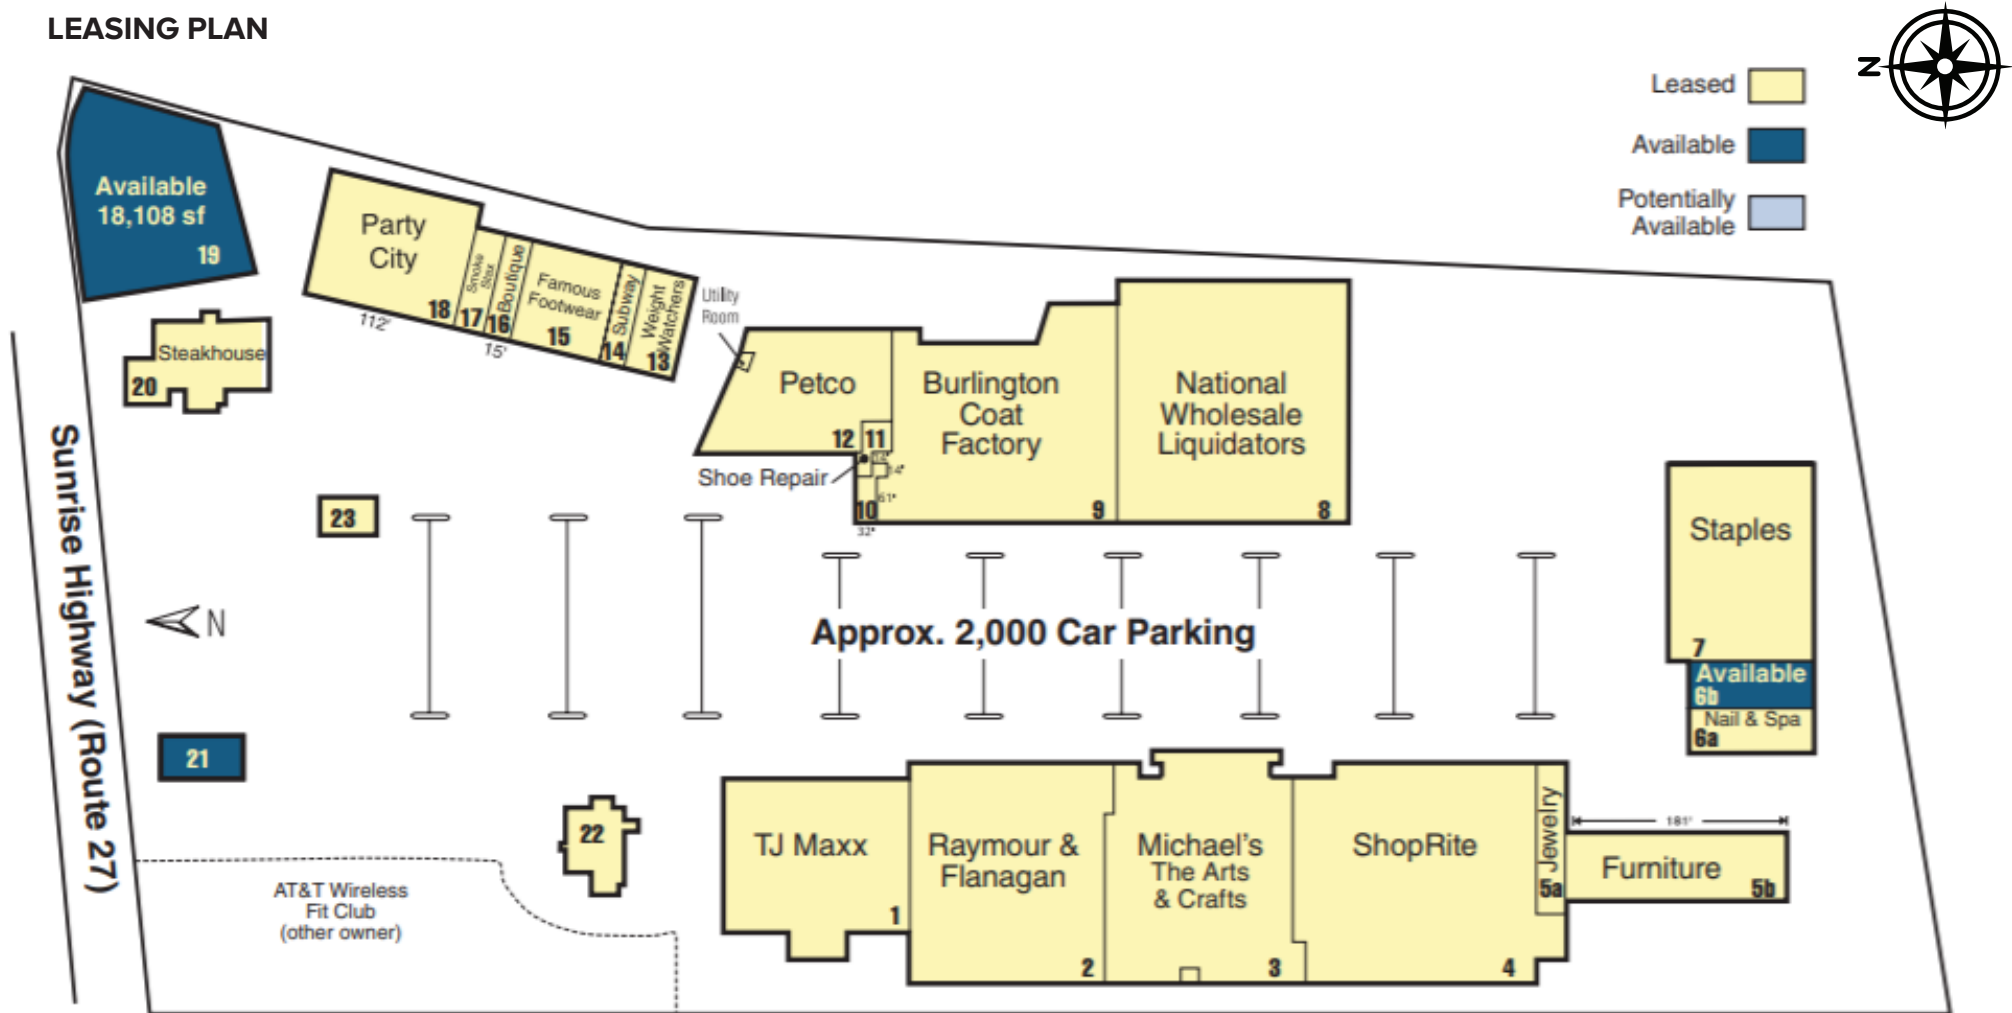 LEASING PLAN
N
Leased
Available
Potentially
Available
Available
18,108 sf
19
Party
City
18
112'
Smoke
Stax
17
Boutique
16
15'
Famous
Footwear
15
Subway
14
Weight
Watchers
13
Utility
Room
Steakhouse
20
Petco
12
11
Shoe Repair
14'
61'
10
32'
Burlington
Coat
Factory
9
National
Wholesale
Liquidators
8
Sunrise Highway (Route 27)
23
N
Approx. 2,000 Car Parking
Staples
7
Available
6b
Nail & Spa
6a
21
22
AT&T Wireless
Fit Club
(other owner)
TJ Maxx
1
Raymour &
Flanagan
2
Michael's
The Arts
& Crafts
3
ShopRite
4
Jewelry
5a
181'
Furniture
5b